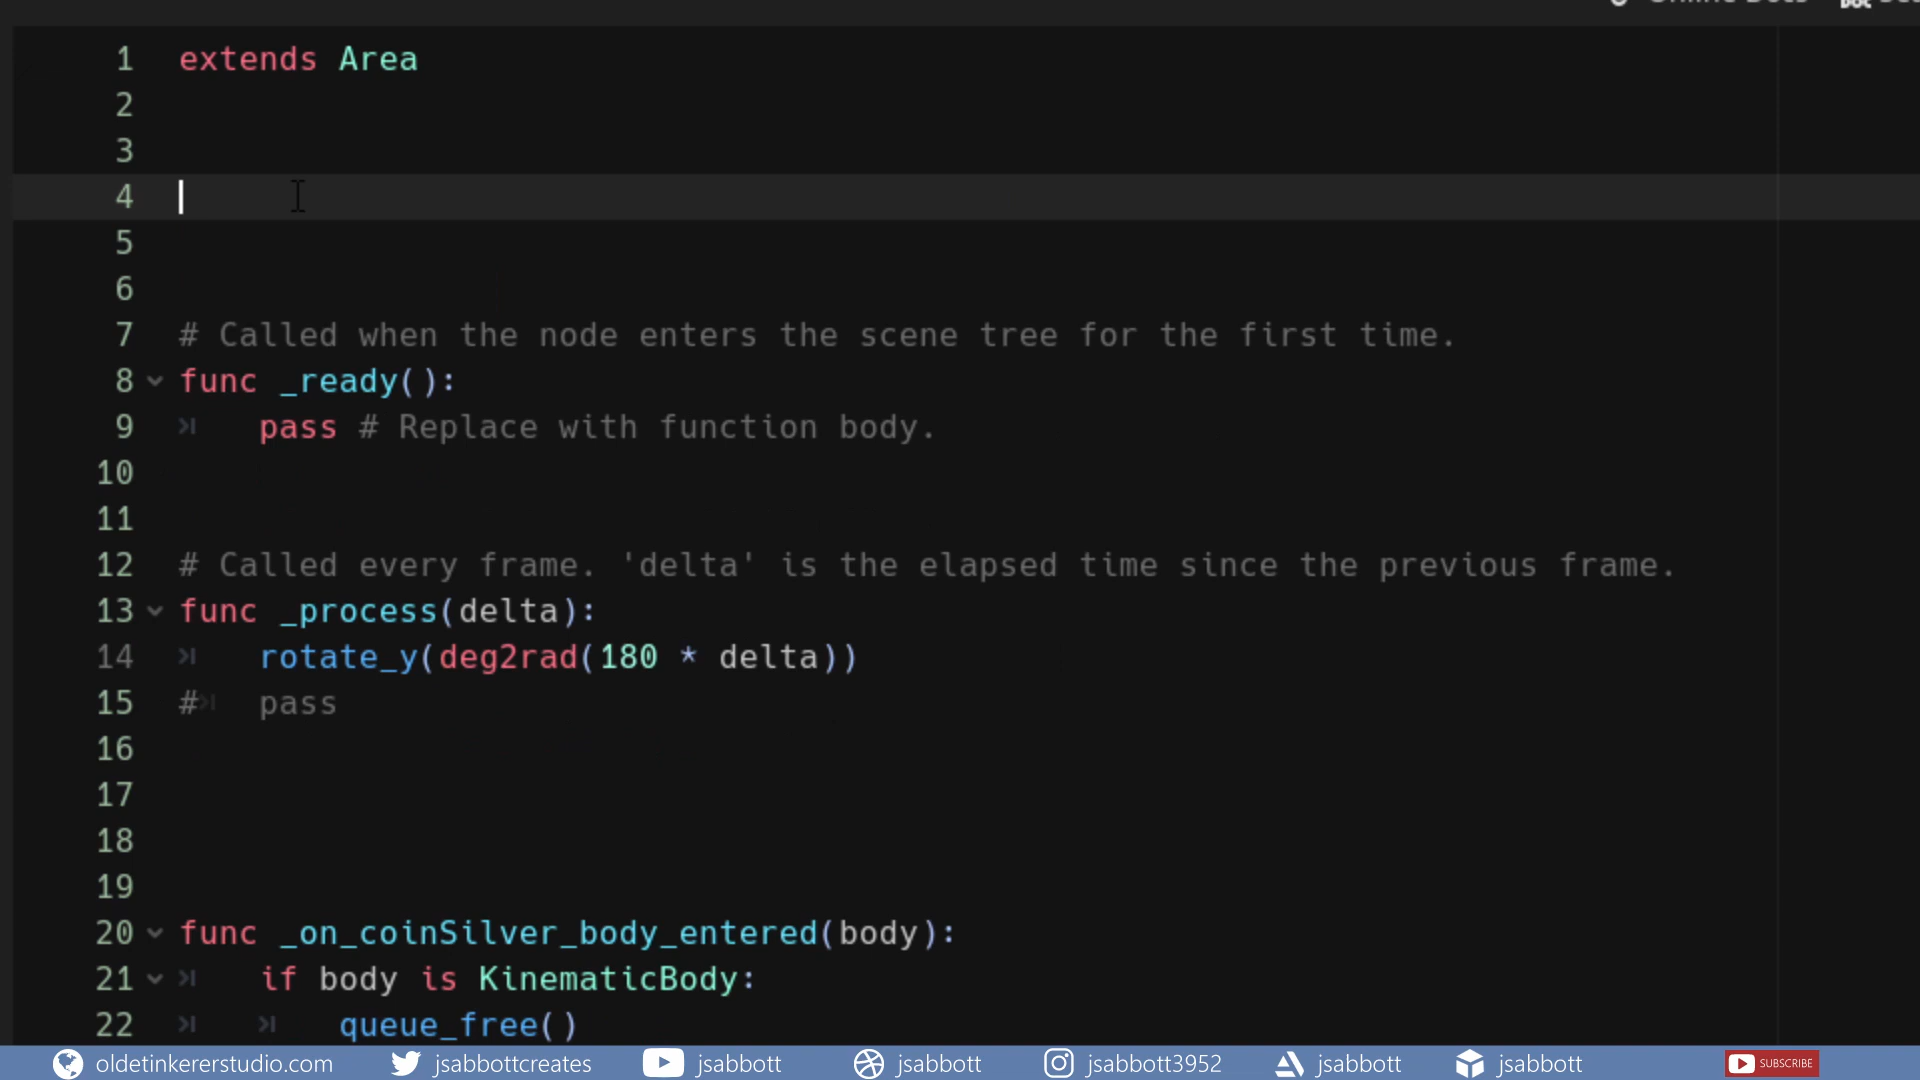 1 extends Area
2
3
4
5
6
7 # Called when the node enters the scene tree for the first time.
8 func _ready():
9 pass # Replace with function body.
10
11
12 # Called every frame. 'delta' is the elapsed time since the previous frame.
13 func _process(delta):
14 rotate_y(deg2rad(180 * delta))
15 # pass
16
17
18
19
20 func _on_coinSilver_body_entered(body):
21 if body is KinematicBody:
22 queue_free()
oldetinkererstudio.com jsabbottcreates jsabbott jsabbott jsabbott3952 jsabbott jsabbott SUBSCRIBE